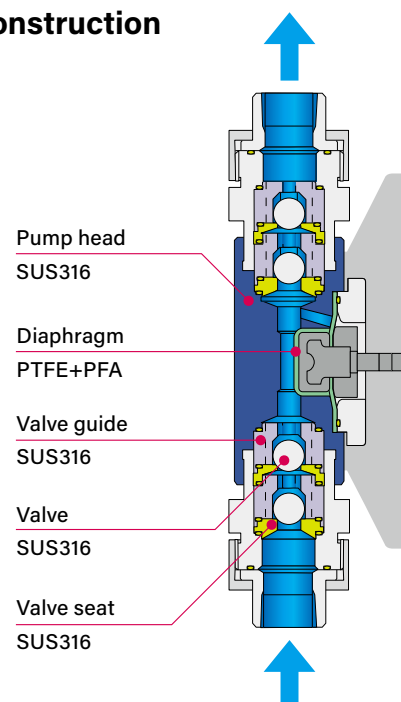 onstruction
Pump head
SUS316
Diaphragm
PTFE+PFA
Valve guide
SUS316
Valve
SUS316
Valve seat
SUS316